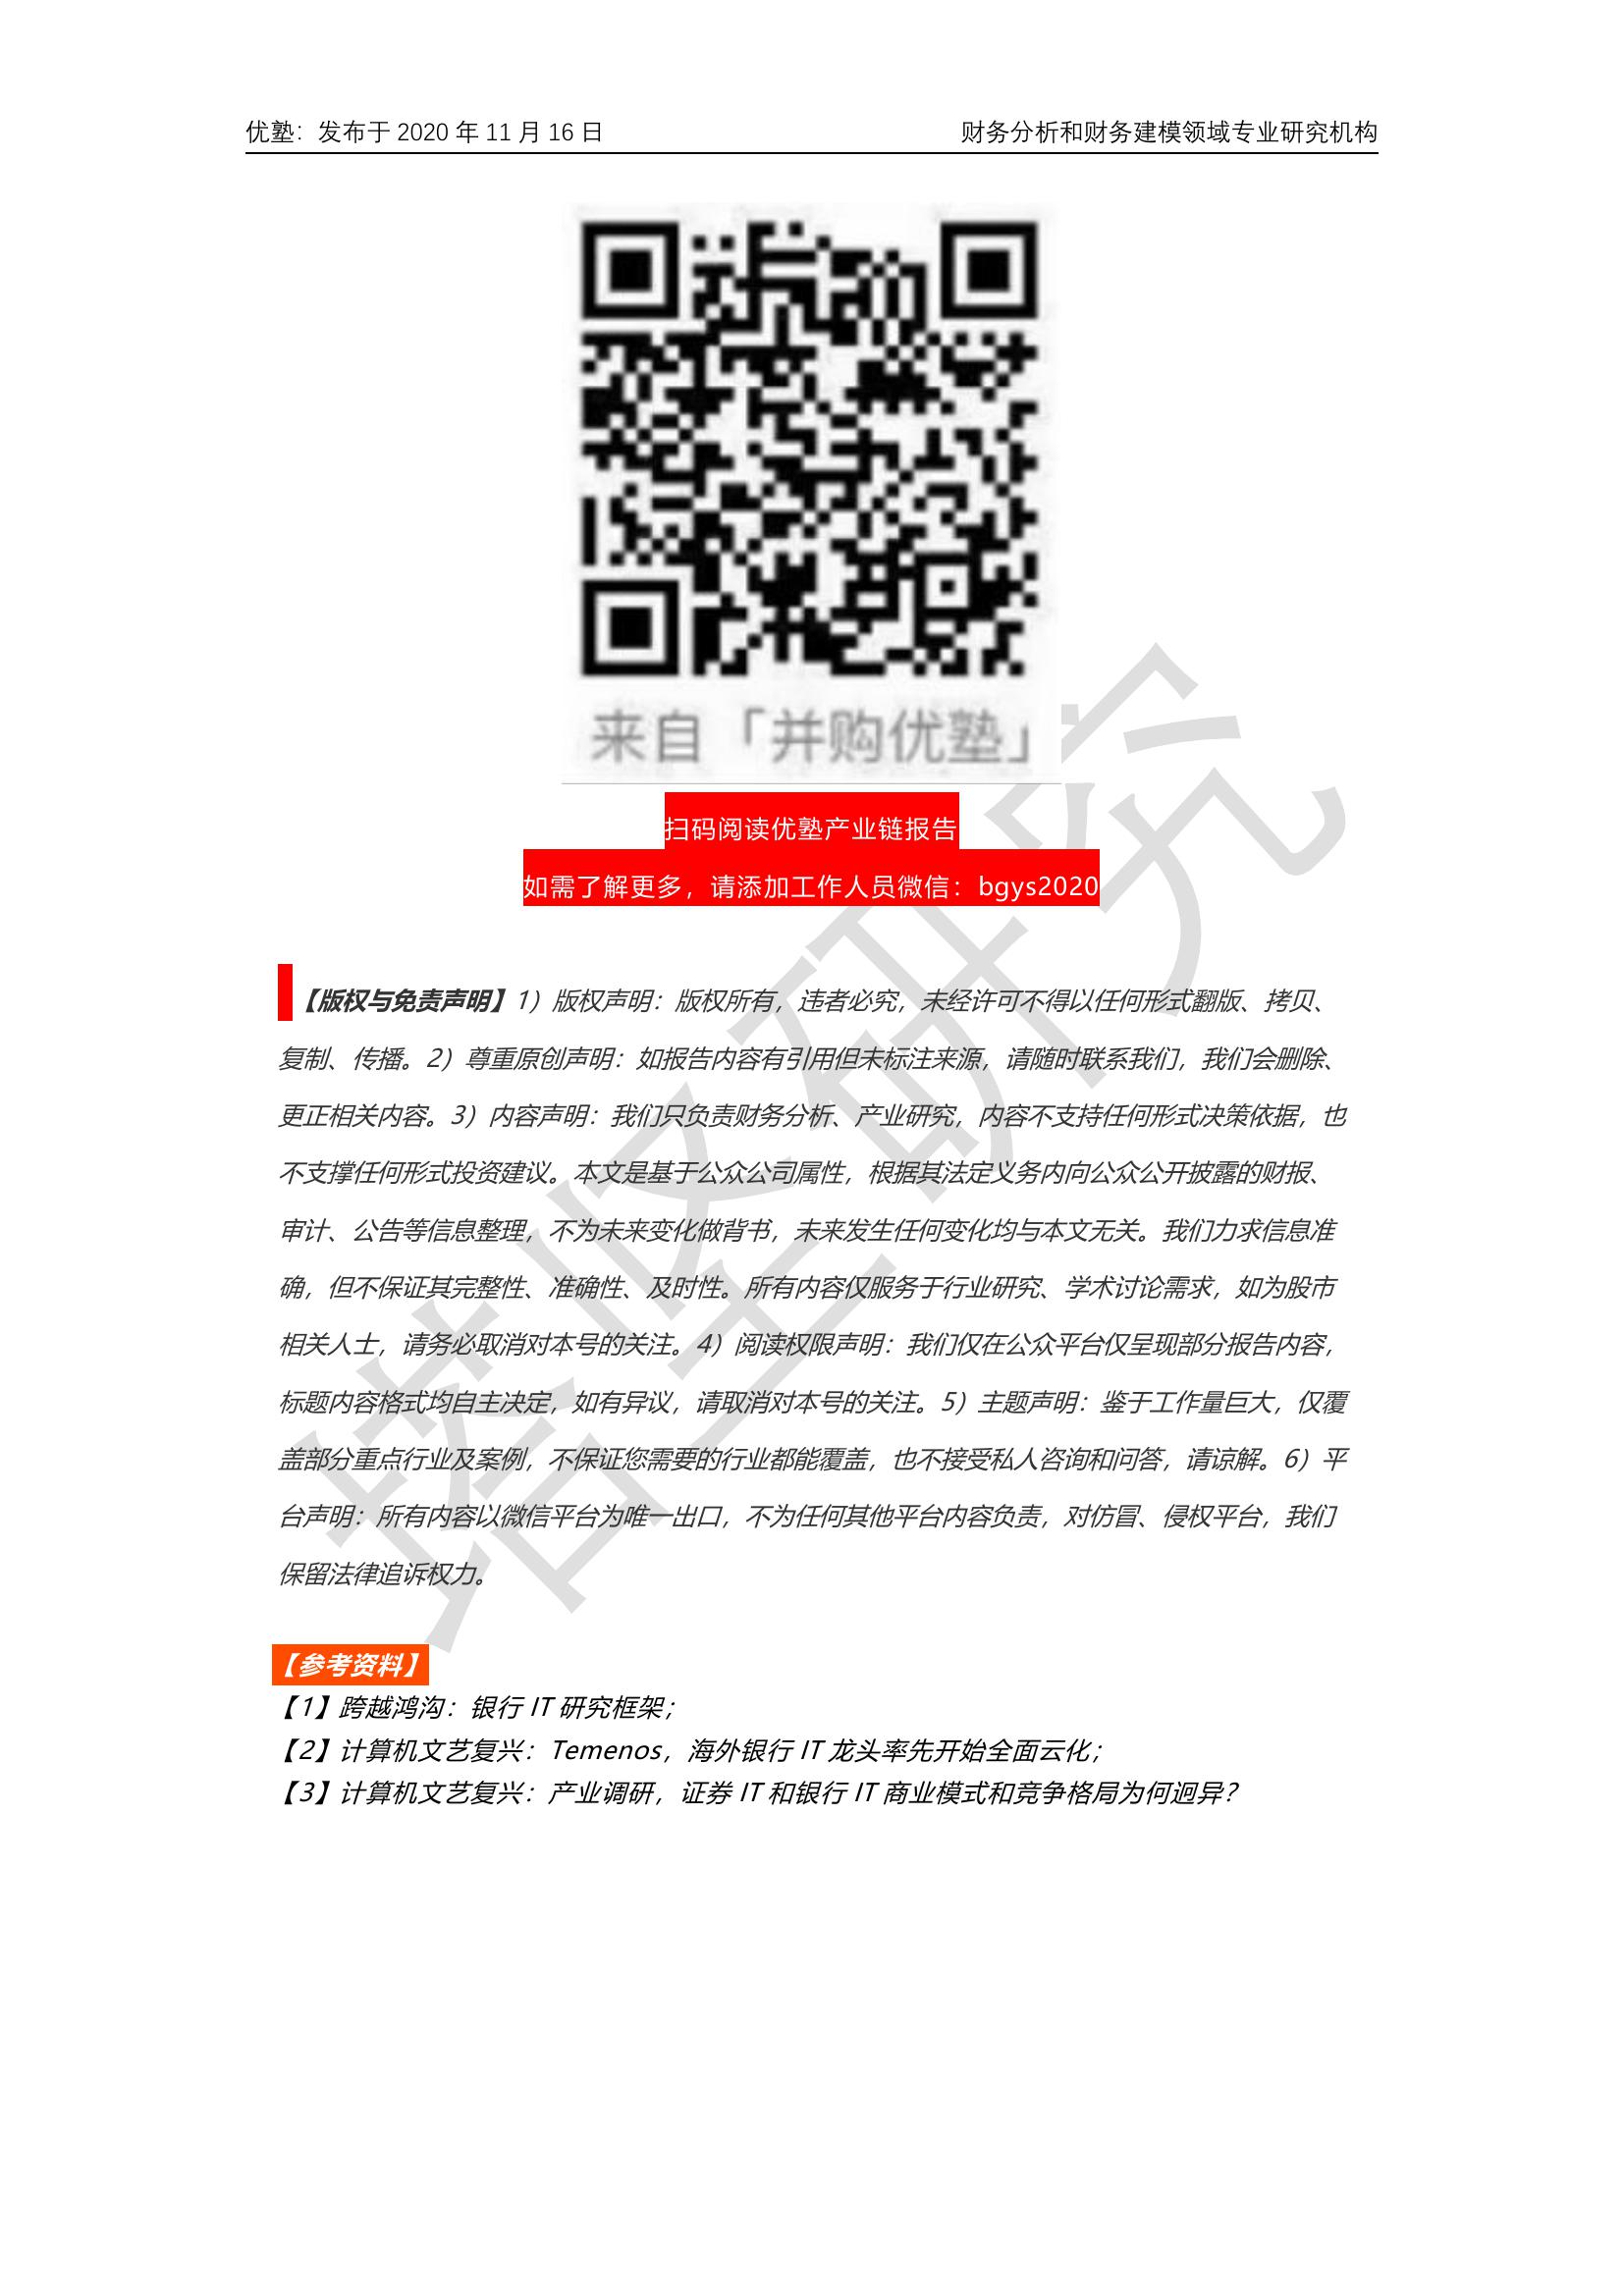 优塾：发布于 2020 年 11 月 16 日
财务分析和财务建模领域专业研究机构
来自「并购优塾」
扫码阅读优塾产业链报告
如需了解更多，请添加工作人员微信：bgys2020
【版权与免责声明】1）版权声明：版权所有，违者必究，未经许可不得以任何形式翻版、拷贝、
复制、传播。2）尊重原创声明：如报告内容有引用但未标注来源，请随时联系我们，我们会删除、
更正相关内容。3）内容声明：我们只负责财务分析、产业研究，内容不支持任何形式决策依据，也
不支撑任何形式投资建议。本文是基于公众公司属性，根据其法定义务内向公众公开披露的财报、
审计、公告等信息整理，不为未来变化做背书，未来发生任何变化均与本文无关。我们力求信息准
确，但不保证其完整性、准确性、及时性。所有内容仅服务于行业研究、学术讨论需求，如为股市
相关人士，请务必取消对本号的关注。4）阅读权限声明：我们仅在公众平台仅呈现部分报告内容，
标题内容格式均自主决定，如有异议，请取消对本号的关注。5）主题声明：鉴于工作量巨大，仅覆
盖部分重点行业及案例，不保证您需要的行业都能覆盖，也不接受私人咨询和问答，请谅解。6）平
台声明：所有内容以微信平台为唯一出口，不为任何其他平台内容负责，对仿冒、侵权平台，我们
保留法律追诉权力。
塔坚研究
【参考资料】
【1】跨越鸿沟：银行 IT 研究框架；
【2】计算机文艺复兴：Temenos，海外银行 IT 龙头率先开始全面云化；
【3】计算机文艺复兴：产业调研，证券 IT 和银行 IT 商业模式和竞争格局为何迥异？